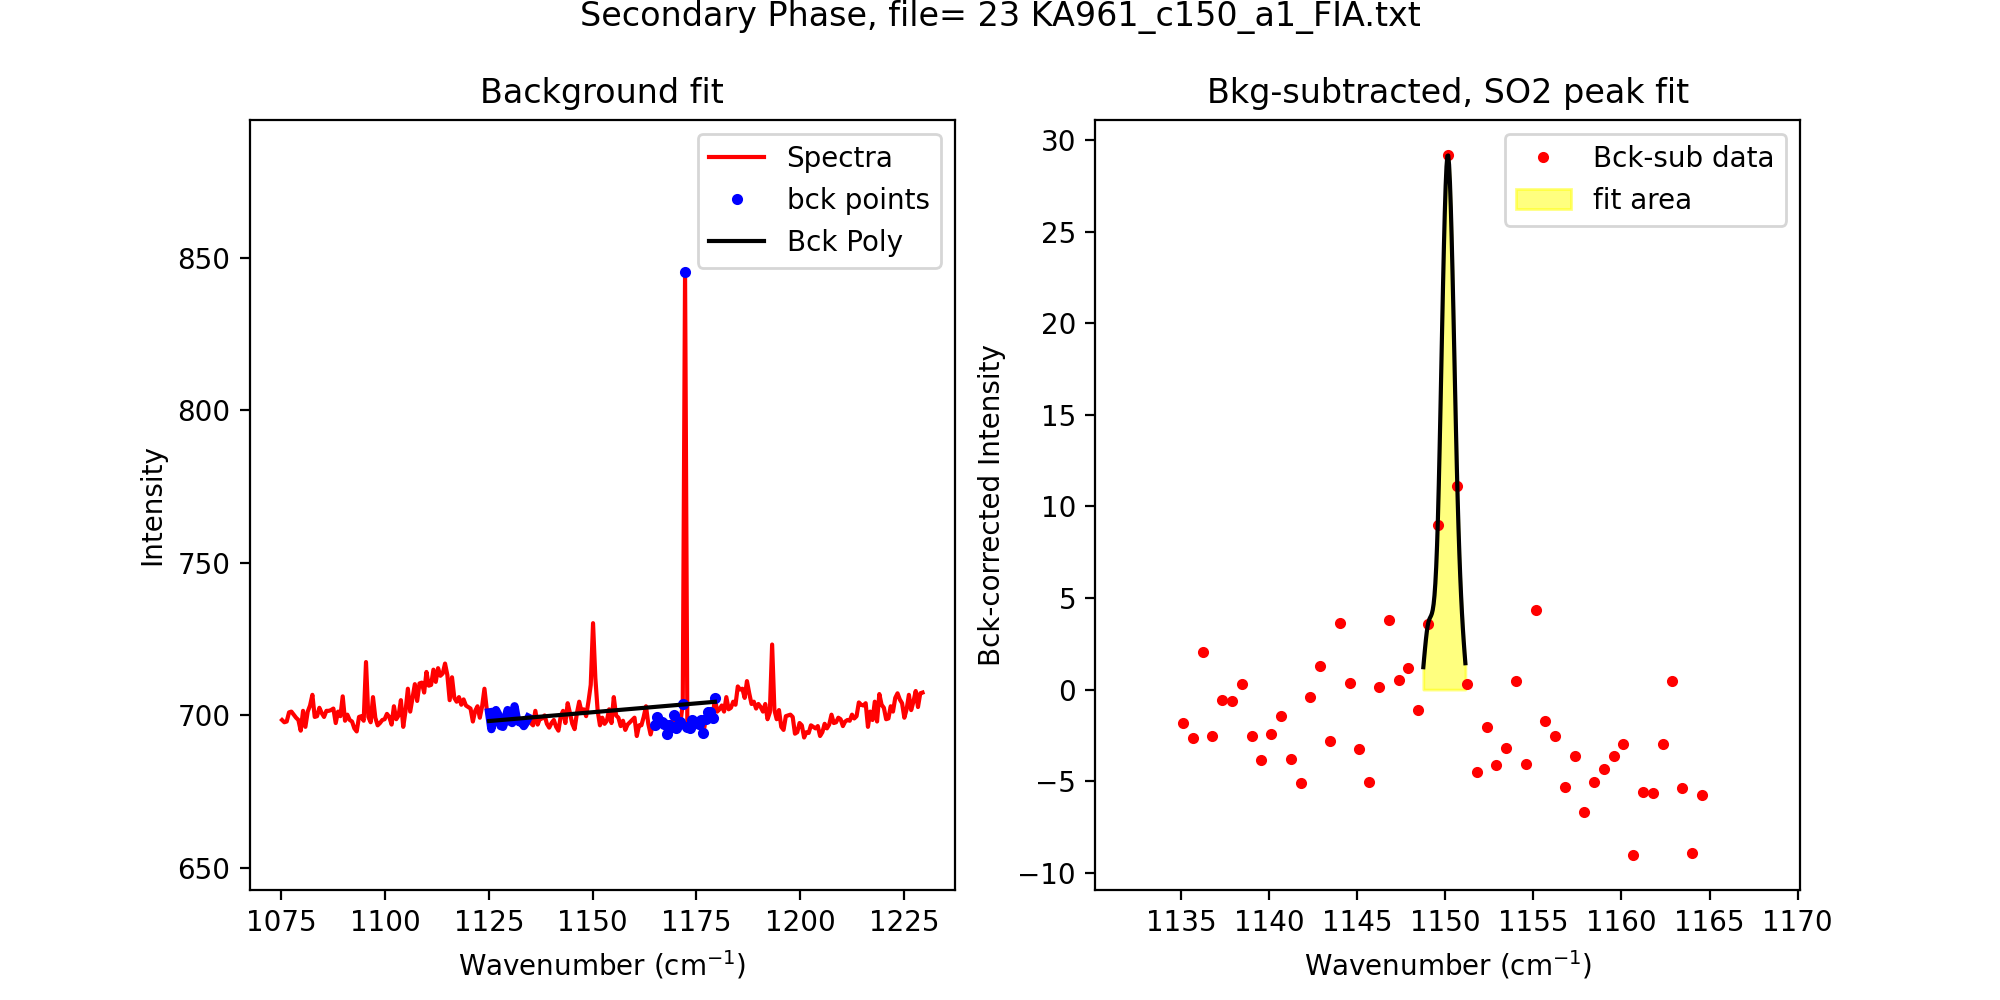 Secondary Phase, file= 23 KA961_c150_a1_FIA.txt
Background fit
Spectra
bck points
Bck Poly
Intensity
850
800
750
700
650
1075 1100 1125 1150 1175 1200 1225
Wavenumber (cm⁻¹)
Bkg-subtracted, SO2 peak fit
Bck-sub data
fit area
Bck-corrected Intensity
30
25
20
15
10
5
0
−5
−10
1135 1140 1145 1150 1155 1160 1165 1170
Wavenumber (cm⁻¹)